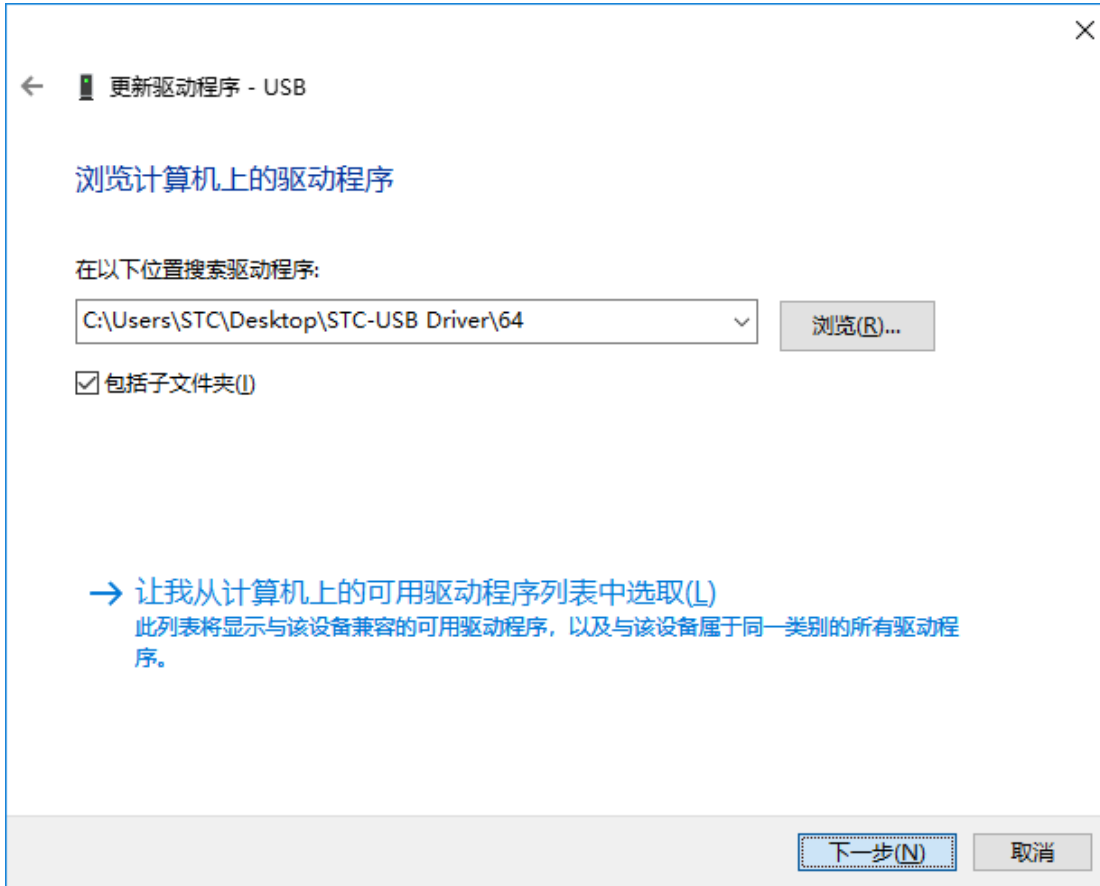 更新驱动程序 - USB
浏览计算机上的驱动程序
在以下位置搜索驱动程序:
C:\Users\STC\Desktop\STC-USB Driver\64
浏览(R)...
包括子文件夹(I)
让我从计算机上的可用驱动程序列表中选取(L)
此列表将显示与该设备兼容的可用驱动程序，以及与该设备属于同一类别的所有驱动程
序。
下一步(N)
取消